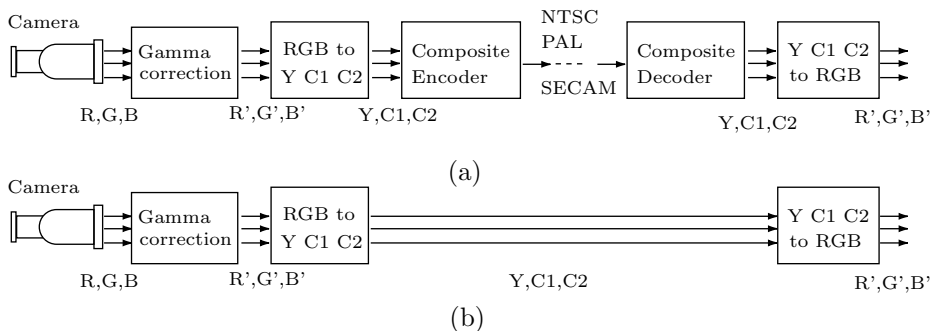 Camera
Gamma
correction
RGB to
Y C1 C2
Composite
Encoder
NTSC
PAL
SECAM
Composite
Decoder
Y C1 C2
to RGB
R,G,B
R',G',B'
Y,C1,C2
Y,C1,C2
R',G',B'
(a)
Camera
Gamma
correction
RGB to
Y C1 C2
Y C1 C2
to RGB
R,G,B
R',G',B'
Y,C1,C2
R',G',B'
(b)